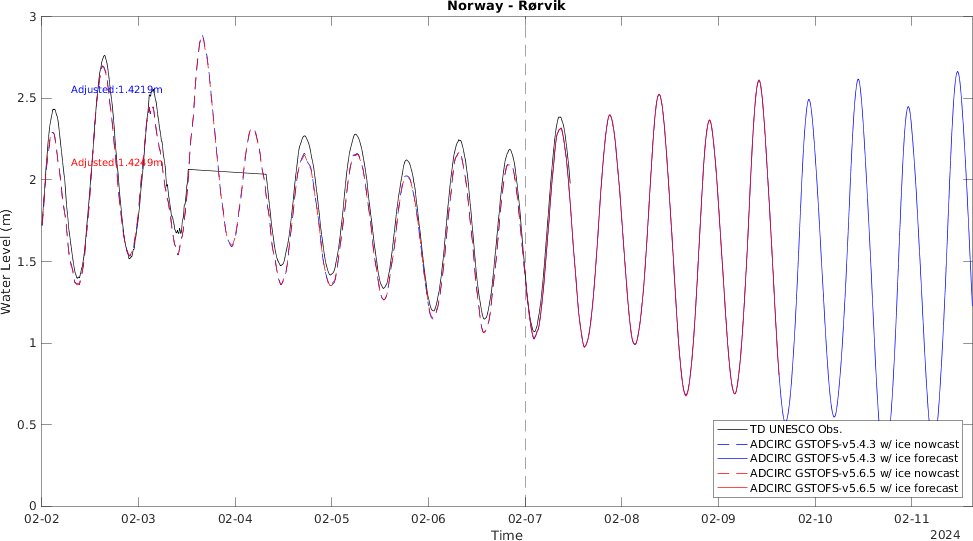 Norway - Rørvik
3
2.5
2
1.5
1
0.5
0
Water Level (m)
Adjusted:1.4219m
Adjusted:1.4249m
TD UNESCO Obs.
ADCIRC GSTOFS-v5.4.3 w/ ice nowcast
ADCIRC GSTOFS-v5.4.3 w/ ice forecast
ADCIRC GSTOFS-v5.6.5 w/ ice nowcast
ADCIRC GSTOFS-v5.6.5 w/ ice forecast
02-02 02-03 02-04 02-05 02-06 02-07 02-08 02-09 02-10 02-11
Time
2024